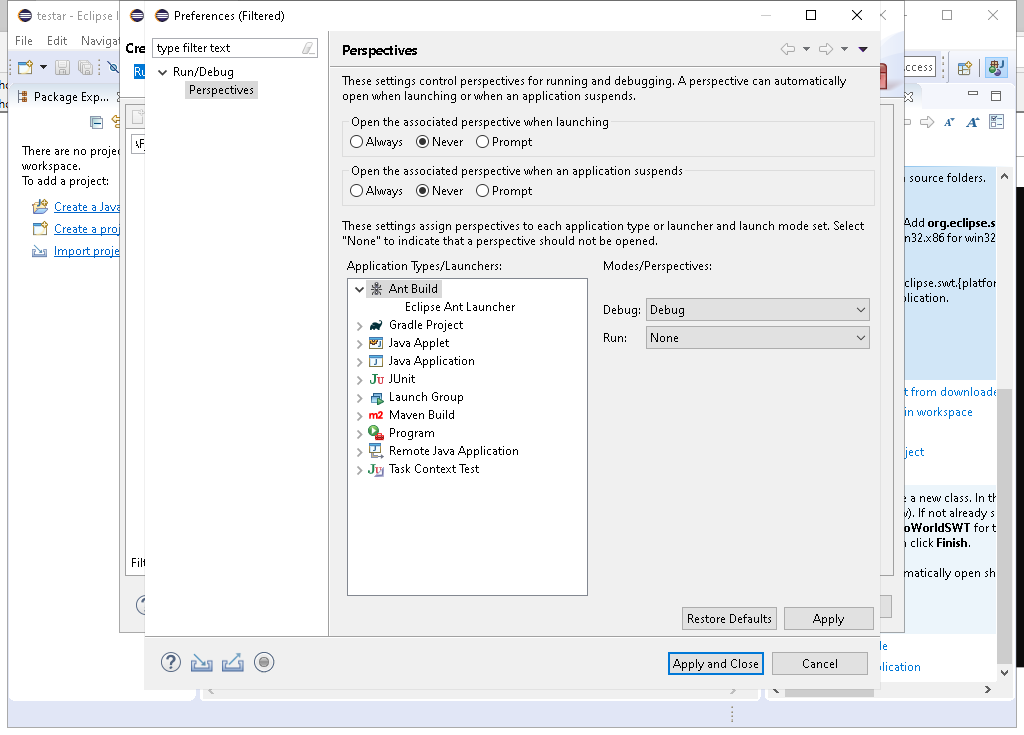 testar - Eclipse
Preferences (Filtered)
File Edit Naviga
Cre
type filter text
Perspectives
Ru
Run/Debug
Perspectives
Package Exp...
cess
These settings control perspectives for running and debugging. A perspective can automatically
open when launching or when an application suspends.
Open the associated perspective when launching
Always Never Prompt
There are no projec
workspace.
To add a project:
Open the associated perspective when an application suspends
Always Never Prompt
source folders.
Create a Java
Create a proj
Import proje
These settings assign perspectives to each application type or launcher and launch mode set. Select
"None" to indicate that a perspective should not be opened.
Add org.eclipse.s
n32.x86 for win32
Application Types/Launchers:
Modes/Perspectives:
Ant Build
Eclipse Ant Launcher
Gradle Project
Java Applet
Java Application
JUnit
Launch Group
Maven Build
Program
Remote Java Application
Task Context Test
Debug: Debug
Run: None
clipse.swt.{platfor
lication.
t from downloade
in workspace
ject
e a new class. In th
v). If not already s
oWorldSWT for t
click Finish.
matically open sh
Filt
Restore Defaults
Apply
le
plication
Apply and Close
Cancel